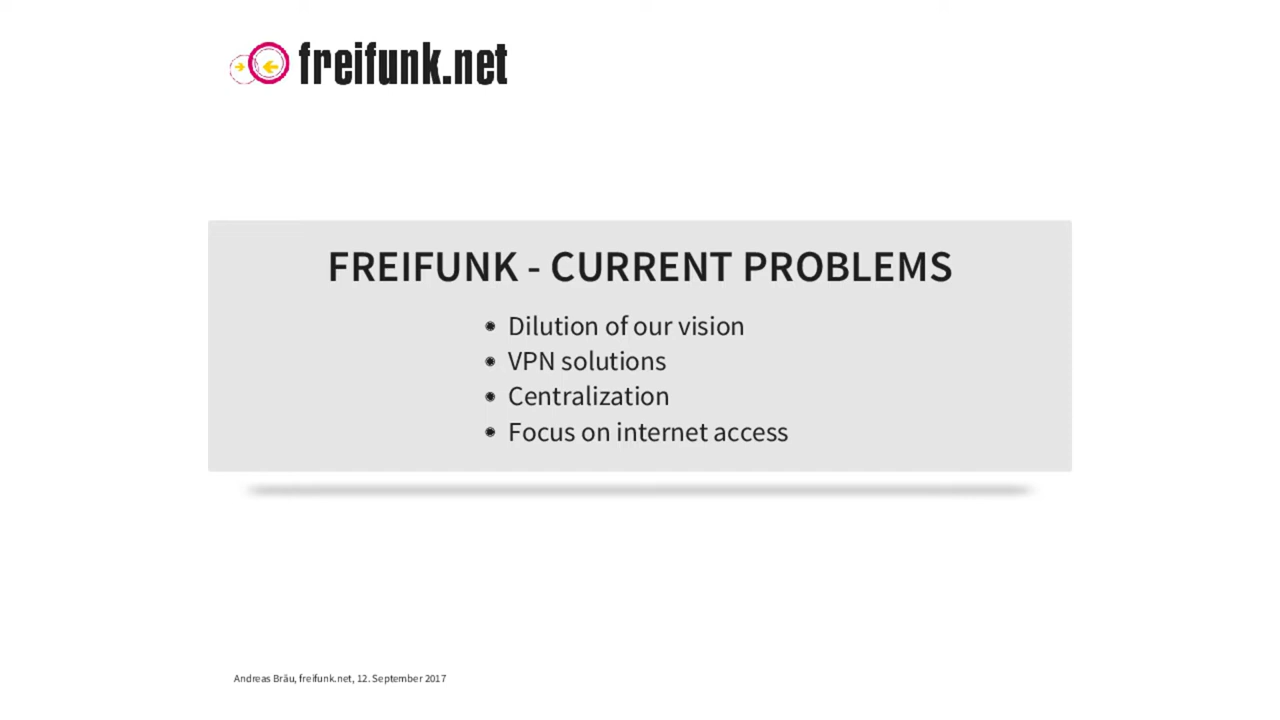 freifunk.net
FREIFUNK - CURRENT PROBLEMS
Dilution of our vision
VPN solutions
Centralization
Focus on internet access
Andreas Bräu, freifunk.net, 12. September 2017